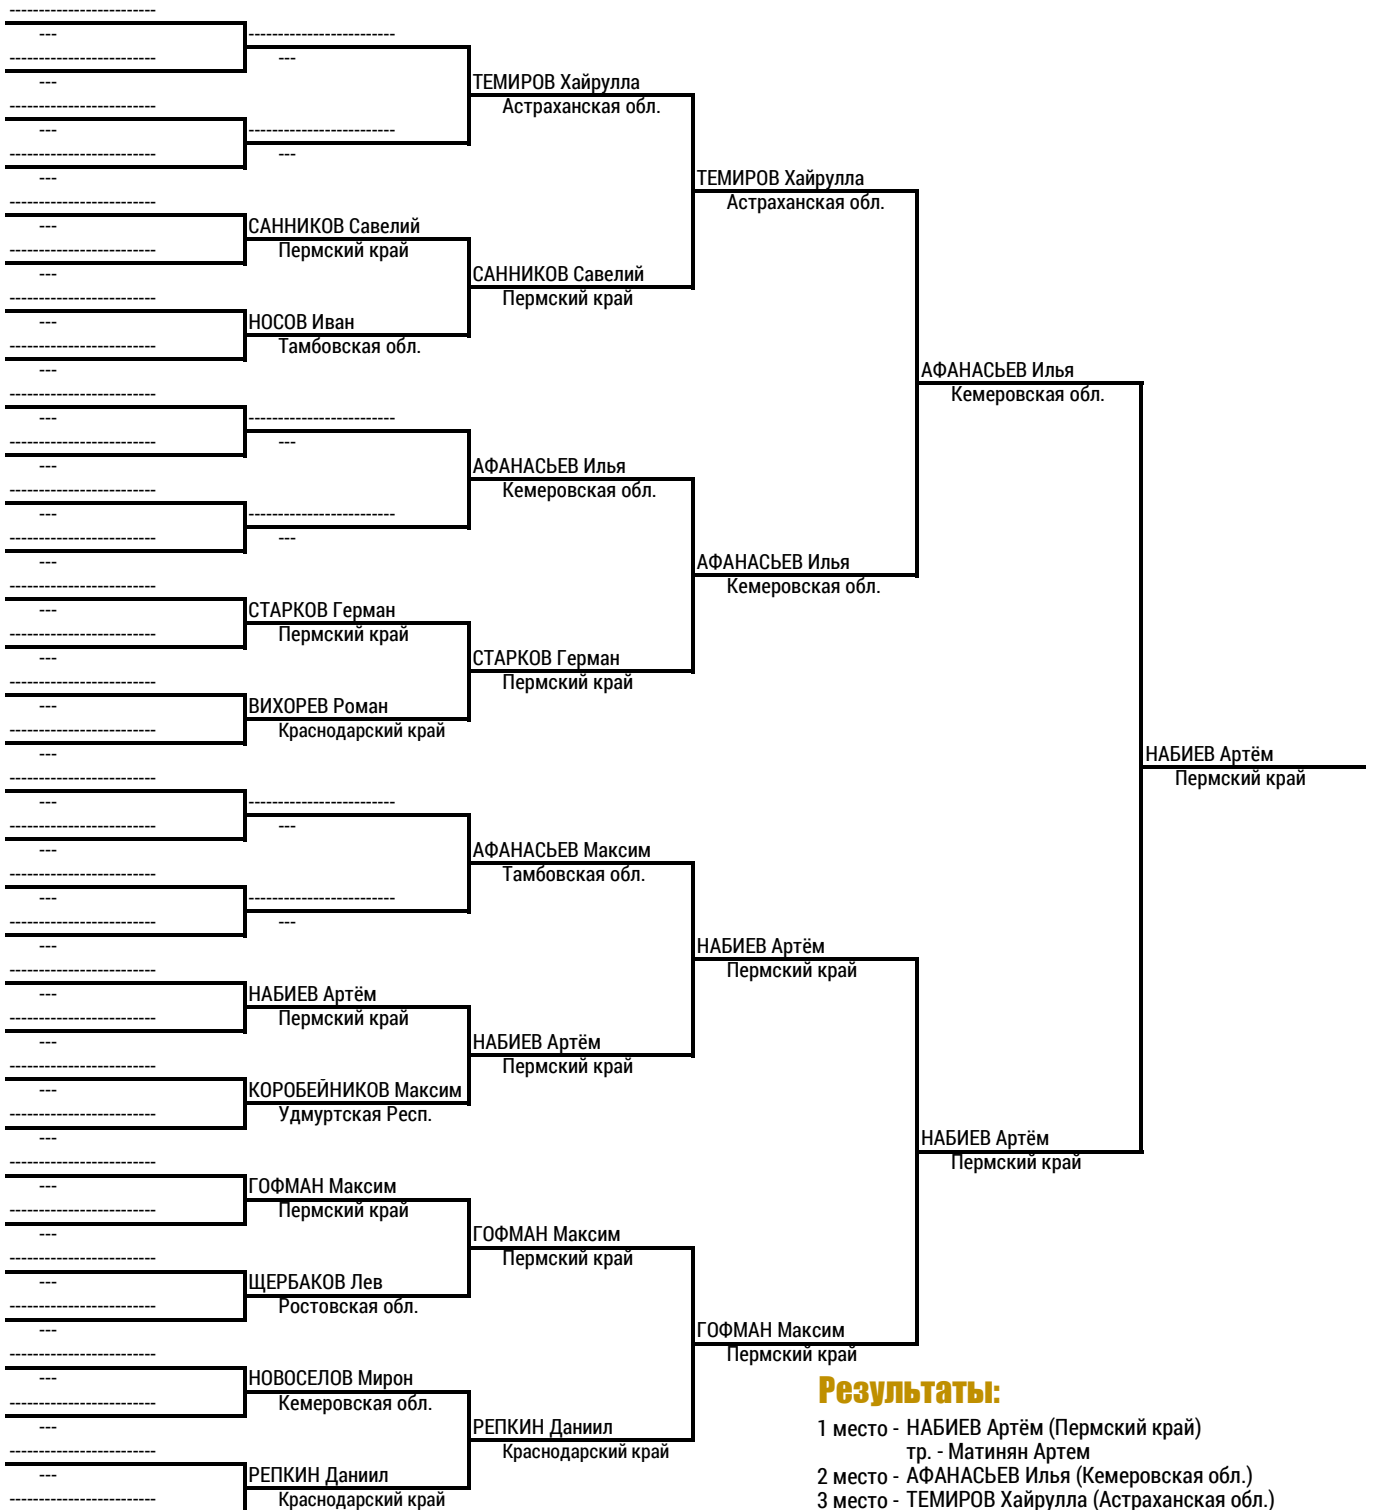 -------------------------
---
-------------------------
---
-------------------------
---
-------------------------
---
-------------------------
---
-------------------------
---
-------------------------
---
-------------------------
---
-------------------------
---
-------------------------
---
-------------------------
---
-------------------------
---
-------------------------
---
-------------------------
---
-------------------------
---
-------------------------
---
-------------------------
---
-------------------------
---
-------------------------
---
-------------------------
---
-------------------------
---
-------------------------
---
-------------------------
---
-------------------------
---
-------------------------
---
-------------------------
---
-------------------------
---
-------------------------
---
-------------------------
---
-------------------------
---
-------------------------
---
-------------------------
-------------------------
---
-------------------------
---
САННИКОВ Савелий
Пермский край
НОСОВ Иван
Тамбовская обл.
-------------------------
---
-------------------------
---
СТАРКОВ Герман
Пермский край
ВИХОРЕВ Роман
Краснодарский край
-------------------------
---
-------------------------
---
НАБИЕВ Артём
Пермский край
КОРОБЕЙНИКОВ Максим
Удмуртская Респ.
ГОФМАН Максим
Пермский край
ЩЕРБАКОВ Лев
Ростовская обл.
НОВОСЕЛОВ Мирон
Кемеровская обл.
РЕПКИН Даниил
Краснодарский край
ТЕМИРОВ Хайрулла
Астраханская обл.
САННИКОВ Савелий
Пермский край
АФАНАСЬЕВ Илья
Кемеровская обл.
СТАРКОВ Герман
Пермский край
АФАНАСЬЕВ Максим
Тамбовская обл.
НАБИЕВ Артём
Пермский край
ГОФМАН Максим
Пермский край
РЕПКИН Даниил
Краснодарский край
ТЕМИРОВ Хайрулла
Астраханская обл.
АФАНАСЬЕВ Илья
Кемеровская обл.
НАБИЕВ Артём
Пермский край
ГОФМАН Максим
Пермский край
АФАНАСЬЕВ Илья
Кемеровская обл.
НАБИЕВ Артём
Пермский край
НАБИЕВ Артём
Пермский край
Результаты:
1 место - НАБИЕВ Артём (Пермский край)
тр. - Матинян Артем
2 место - АФАНАСЬЕВ Илья (Кемеровская обл.)
3 место - ТЕМИРОВ Хайрулла (Астраханская обл.)